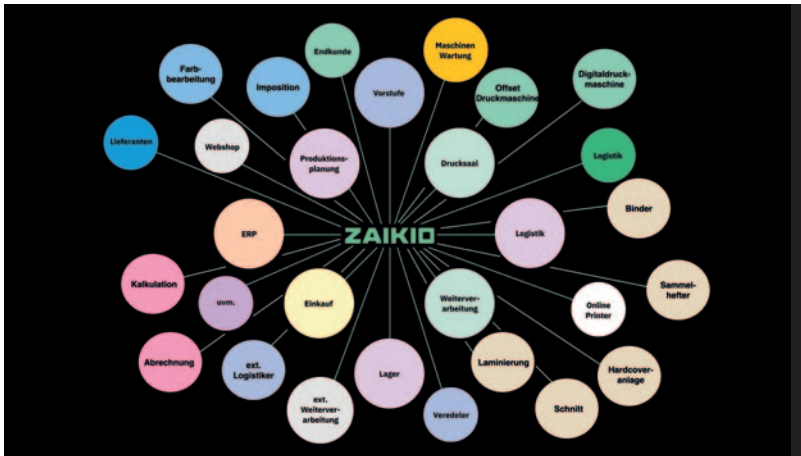 Endkunde
Maschinen
Wartung
Farb-
bearbeitung
Imposition
Vorstufe
Offset
Druckmaschine
Digitaldruck-
maschine
Lieferanten
Webshop
Produktions-
planung
Drucksaal
Logistik
Binder
ERP
ZAIKIO
Logistik
Kalkulation
uvm.
Einkauf
Weiterver-
arbeitung
Online
Printer
Sammel-
hefter
Abrechnung
ext.
Logistiker
Lager
Laminierung
Hardcover-
anlage
ext.
Weiterver-
arbeitung
Veredeler
Schnitt